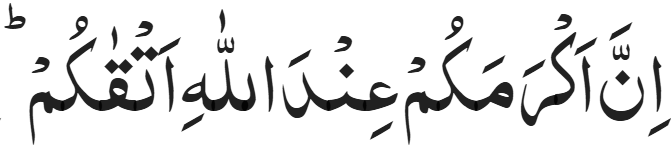 اِنَّ اَكْرَمَكُمْ عِنْدَ اللّٰهِ اَتْقٰكُمْ ؕ